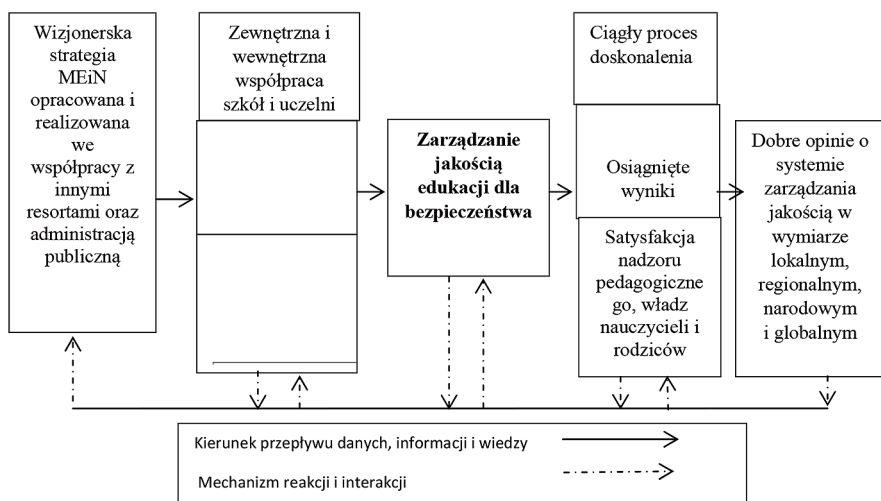 Wizjonerska
strategia
MEiN
opracowana i
realizowana
we
współpracy z
innymi
resortami oraz
administracją
publiczną
Zewnętrzna i
wewnętrzna
współpraca
szkół i uczelni
Zarządzanie
jakością
edukacji dla
bezpieczeństwa
Ciągły proces
doskonalenia
Osiągnięte
wyniki
Satysfakcja
nadzoru
pedagogiczne
go, władz
nauczycieli i
rodziców
Dobre opinie o
systemie
zarządzania
jakością w
wymiarze
lokalnym,
regionalnym,
narodowym
i globalnym
Kierunek przepływu danych, informacji i wiedzy
Mechanizm reakcji i interakcji